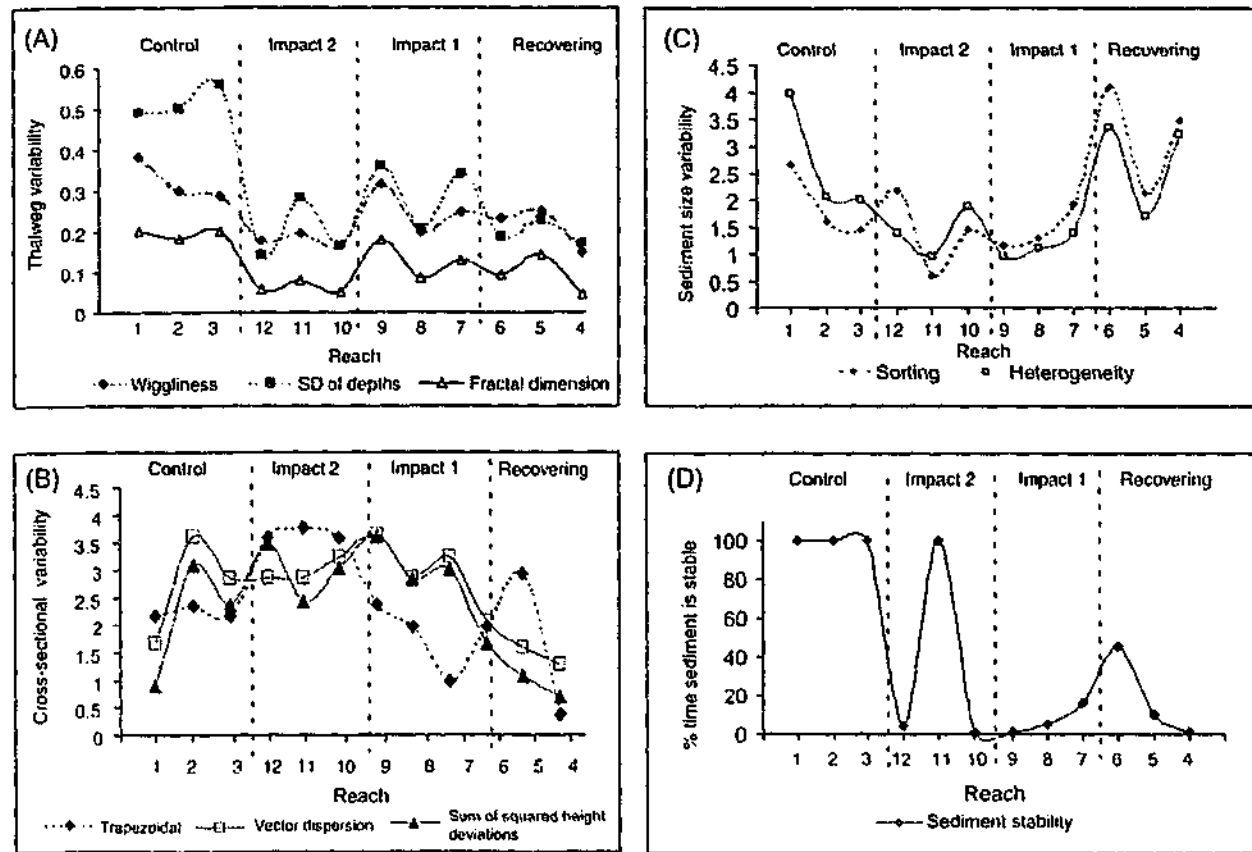 (A)
Control Impact 2 Impact 1 Recovering
Thalweg variability
0.6
0.5
0.4
0.3
0.2
0.1
0
1 2 3 12 11 10 9 8 7 6 5 4
Reach
Wiggliness SD of depths Fractal dimension
(C)
Control Impact 2 Impact 1 Recovering
Sediment size variability
4.5
4
3.5
3
2.5
2
1.5
1
0.5
0
1 2 3 12 11 10 9 8 7 6 5 4
Reach
Sorting Heterogeneity
(B)
Control Impact 2 Impact 1 Recovering
Cross-sectional variability
4.5
4
3.5
3
2.5
2
1.5
1
0.5
0
1 2 3 12 11 10 9 8 7 6 5 4
Reach
Trapezoidal Vector dispersion Sum of squared height
deviations
(D)
Control Impact 2 Impact 1 Recovering
% time sediment is stable
100
80
60
40
20
0
1 2 3 12 11 10 9 8 7 6 5 4
Reach
Sediment stability